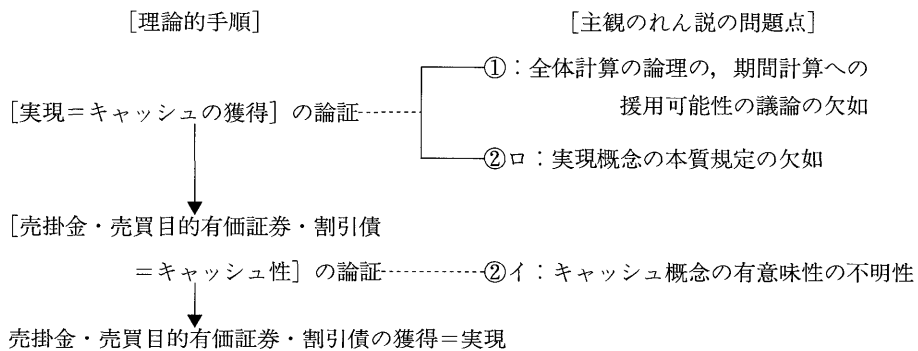 [理論的手順]
[主観のれん説の問題点]
①：全体計算の論理の，期間計算への
援用可能性の議論の欠如
[実現＝キャッシュの獲得] の論証
②ロ：実現概念の本質規定の欠如
[売掛金・売買目的有価証券・割引債
＝キャッシュ性] の論証
②イ：キャッシュ概念の有意味性の不明性
売掛金・売買目的有価証券・割引債の獲得＝実現